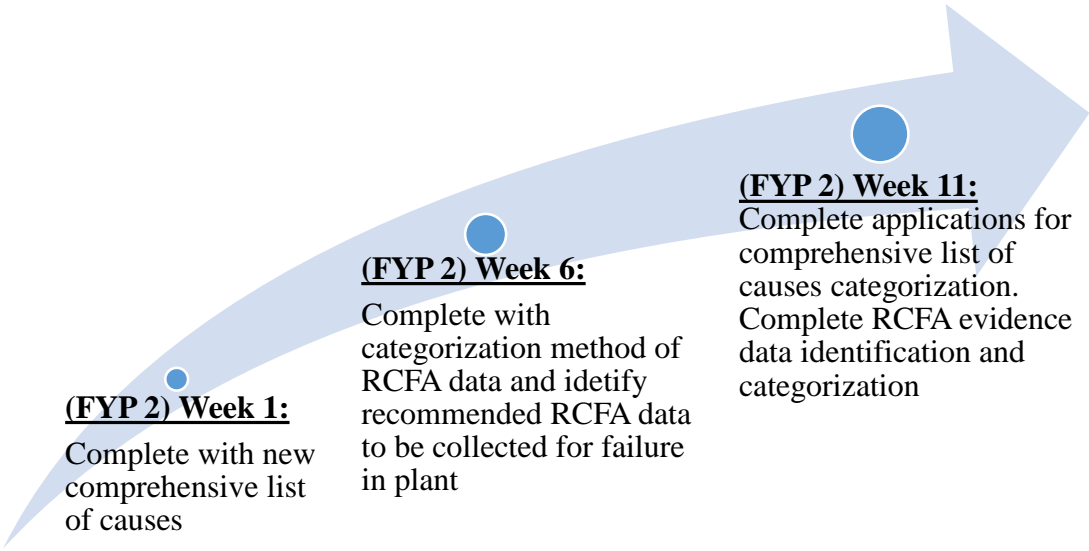 (FYP 2) Week 1:
Complete with new
comprehensive list
of causes
(FYP 2) Week 6:
Complete with
categorization method of
RCFA data and idetify
recommended RCFA data
to be collected for failure
in plant
(FYP 2) Week 11:
Complete applications for
comprehensive list of
causes categorization.
Complete RCFA evidence
data identification and
categorization